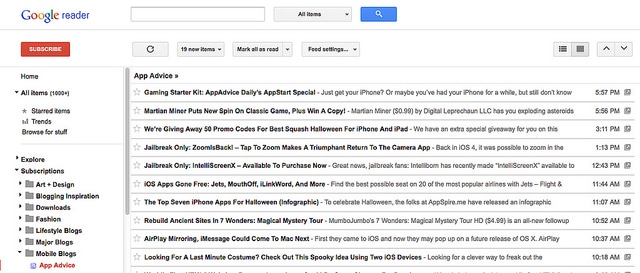 Google reader
All items
SUBSCRIBE
19 new items
Mark all as read
Feed settings...
Home
All items (1000+)
Starred items
Trends
Browse for stuff
Explore
Subscriptions
Art + Design
Blogging Inspiration
Downloads
Fashion
Lifestyle Blogs
Major Blogs
Mobile Blogs
App Advice
App Advice »
Gaming Starter Kit: AppAdvice Daily's AppStart Special - Just get your iPhone? Or maybe you've had your iPhone for a while, but still don't know 5:57 PM
Martian Miner Puts New Spin On Classic Game, Plus Win A Copy! - Martian Miner ($0.99) by Digital Leprechaun LLC has you exploding asteroids 5:56 PM
We're Giving Away 50 Promo Codes For Best Squash Halloween For iPhone And iPad - We have an extra special giveaway for you on this 3:11 PM
Jailbreak Only: ZoomIsBack! – Tap To Zoom Makes A Triumphant Return To The Camera App - Back in iOS 4, it was possible to zoom in the 1:13 PM
Jailbreak Only: IntelliScreenX – Available To Purchase Now - Great news, jailbreak fans: Intelliborn has recently made "IntelliScreenX" available to 12:43 PM
iOS Apps Gone Free: Jets, MouthOff, iLinkWord, And More - Find the best possible seat on 20 of the most popular airlines with Jets – Flight & 11:44 AM
The Top Seven iPhone Apps For Halloween (Infographic) - To celebrate Halloween, the folks at AppSpire.me have released an infographic 11:07 AM
Rebuild Ancient Sites In 7 Wonders: Magical Mystery Tour - MumboJumbo's 7 Wonders: Magical Mystery Tour HD ($4.99) is an all-new followup 10:52 AM
AirPlay Mirroring, iMessage Could Come To Mac Next - First they came to iOS and now they may pop up on a future release of OS X. AirPlay 10:37 AM
Looking For A Last Minute Costume? Check Out This Spooky Idea Using Two iOS Devices - Looking for a clever way to freak out the 10:18 AM